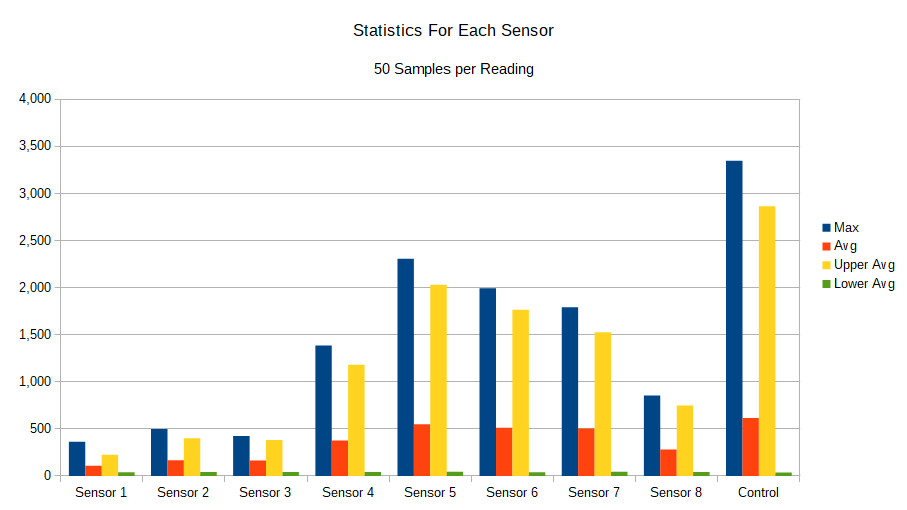 Statistics For Each Sensor
50 Samples per Reading
4,000
3,500
3,000
2,500
2,000
1,500
1,000
500
0
Sensor 1 Sensor 2 Sensor 3 Sensor 4 Sensor 5 Sensor 6 Sensor 7 Sensor 8 Control
Max
Avg
Upper Avg
Lower Avg